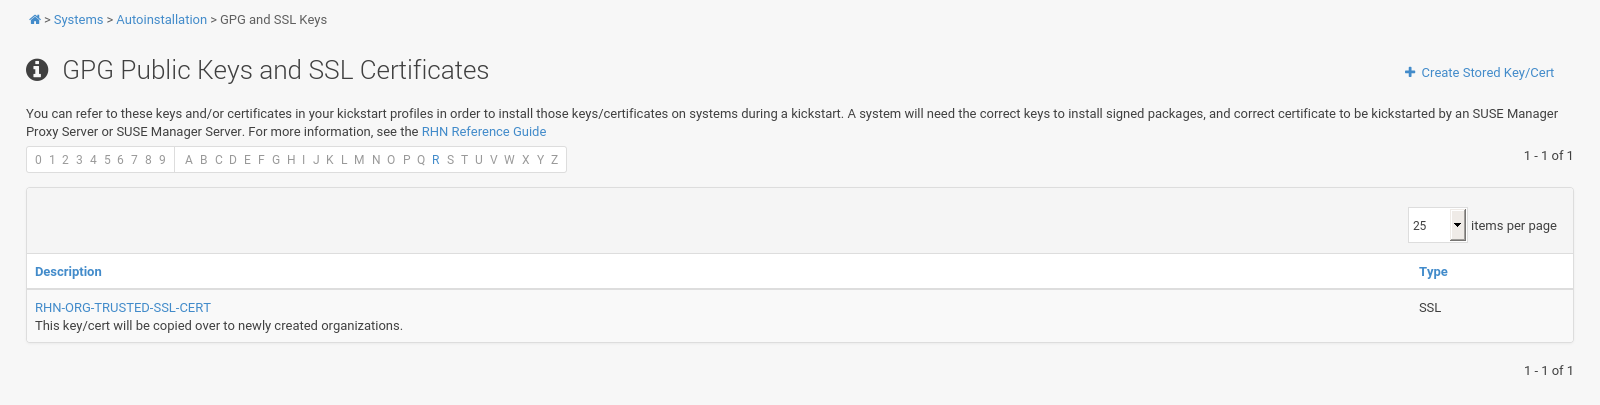 > Systems > Autoinstallation > GPG and SSL Keys
GPG Public Keys and SSL Certificates
Create Stored Key/Cert
You can refer to these keys and/or certificates in your kickstart profiles in order to install those keys/certificates on systems during a kickstart. A system will need the correct keys to install signed packages, and correct certificate to be kickstarted by an SUSE Manager
Proxy Server or SUSE Manager Server. For more information, see the RHN Reference Guide
0 1 2 3 4 5 6 7 8 9 A B C D E F G H I J K L M N O P Q R S T U V W X Y Z
1 - 1 of 1
25 items per page
Description Type
RHN-ORG-TRUSTED-SSL-CERT SSL
This key/cert will be copied over to newly created organizations.
1 - 1 of 1